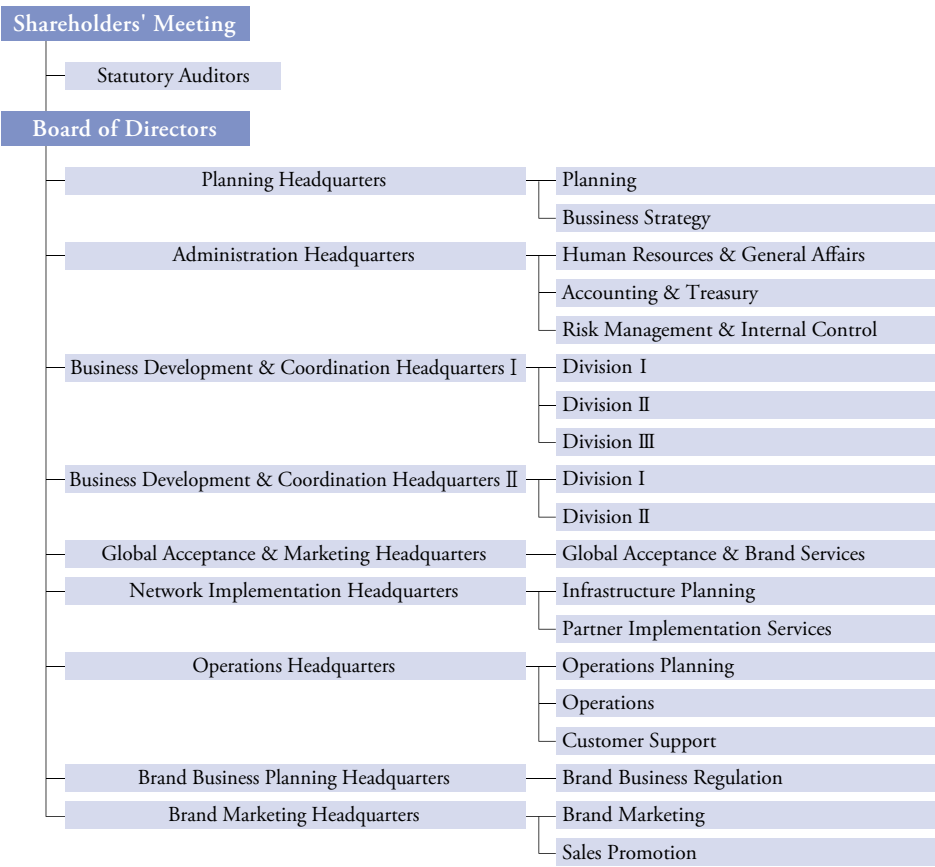 Shareholders' Meeting
Statutory Auditors
Board of Directors
Planning Headquarters
Planning
Bussiness Strategy
Administration Headquarters
Human Resources & General Affairs
Accounting & Treasury
Risk Management & Internal Control
Business Development & Coordination Headquarters Ⅰ
Division Ⅰ
Division Ⅱ
Division Ⅲ
Business Development & Coordination Headquarters Ⅱ
Division Ⅰ
Division Ⅱ
Global Acceptance & Marketing Headquarters
Global Acceptance & Brand Services
Network Implementation Headquarters
Infrastructure Planning
Partner Implementation Services
Operations Headquarters
Operations Planning
Operations
Customer Support
Brand Business Planning Headquarters
Brand Business Regulation
Brand Marketing Headquarters
Brand Marketing
Sales Promotion